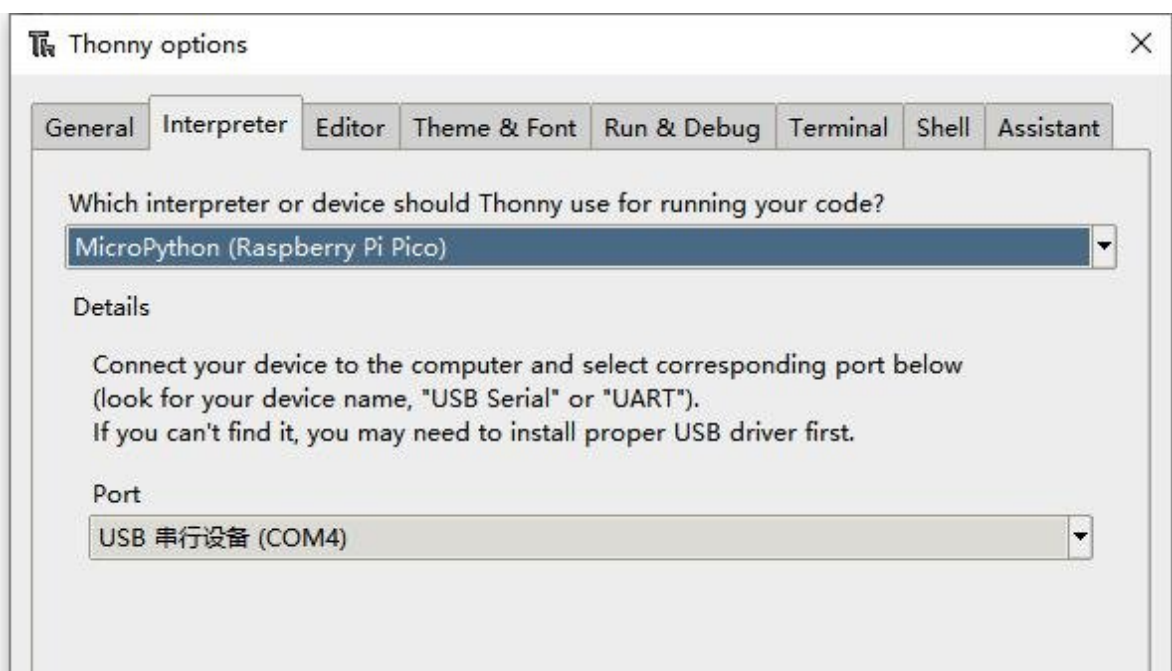 Thonny options
General
Interpreter
Editor
Theme & Font
Run & Debug
Terminal
Shell
Assistant
Which interpreter or device should Thonny use for running your code?
MicroPython (Raspberry Pi Pico)
Details
Connect your device to the computer and select corresponding port below
(look for your device name, "USB Serial" or "UART").
If you can't find it, you may need to install proper USB driver first.
Port
USB 串行设备 (COM4)